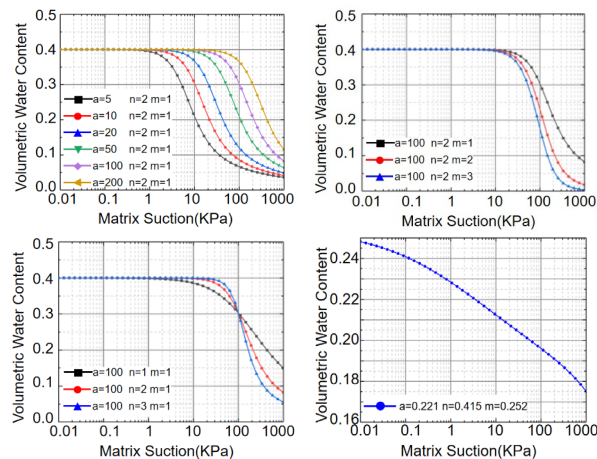 Volumetric Water Content
0.5
0.4
0.3
0.2
0.1
0.0
a=5 n=2 m=1
a=10 n=2 m=1
a=20 n=2 m=1
a=50 n=2 m=1
a=100 n=2 m=1
a=200 n=2 m=1
0.01 0.1 1 10 100 1000
Matrix Suction(KPa)
Volumetric Water Content
0.5
0.4
0.3
0.2
0.1
0.0
a=100 n=2 m=1
a=100 n=2 m=2
a=100 n=2 m=3
0.01 0.1 1 10 100 1000
Matrix Suction(KPa)
Volumetric Water Content
0.5
0.4
0.3
0.2
0.1
0.0
a=100 n=1 m=1
a=100 n=2 m=1
a=100 n=3 m=1
0.01 0.1 1 10 100 1000
Matrix Suction(KPa)
Volumetric Water Content
0.24
0.22
0.20
0.18
0.16
a=0.221 n=0.415 m=0.252
0.01 0.1 1 10 100 1000
Matrix Suction(KPa)